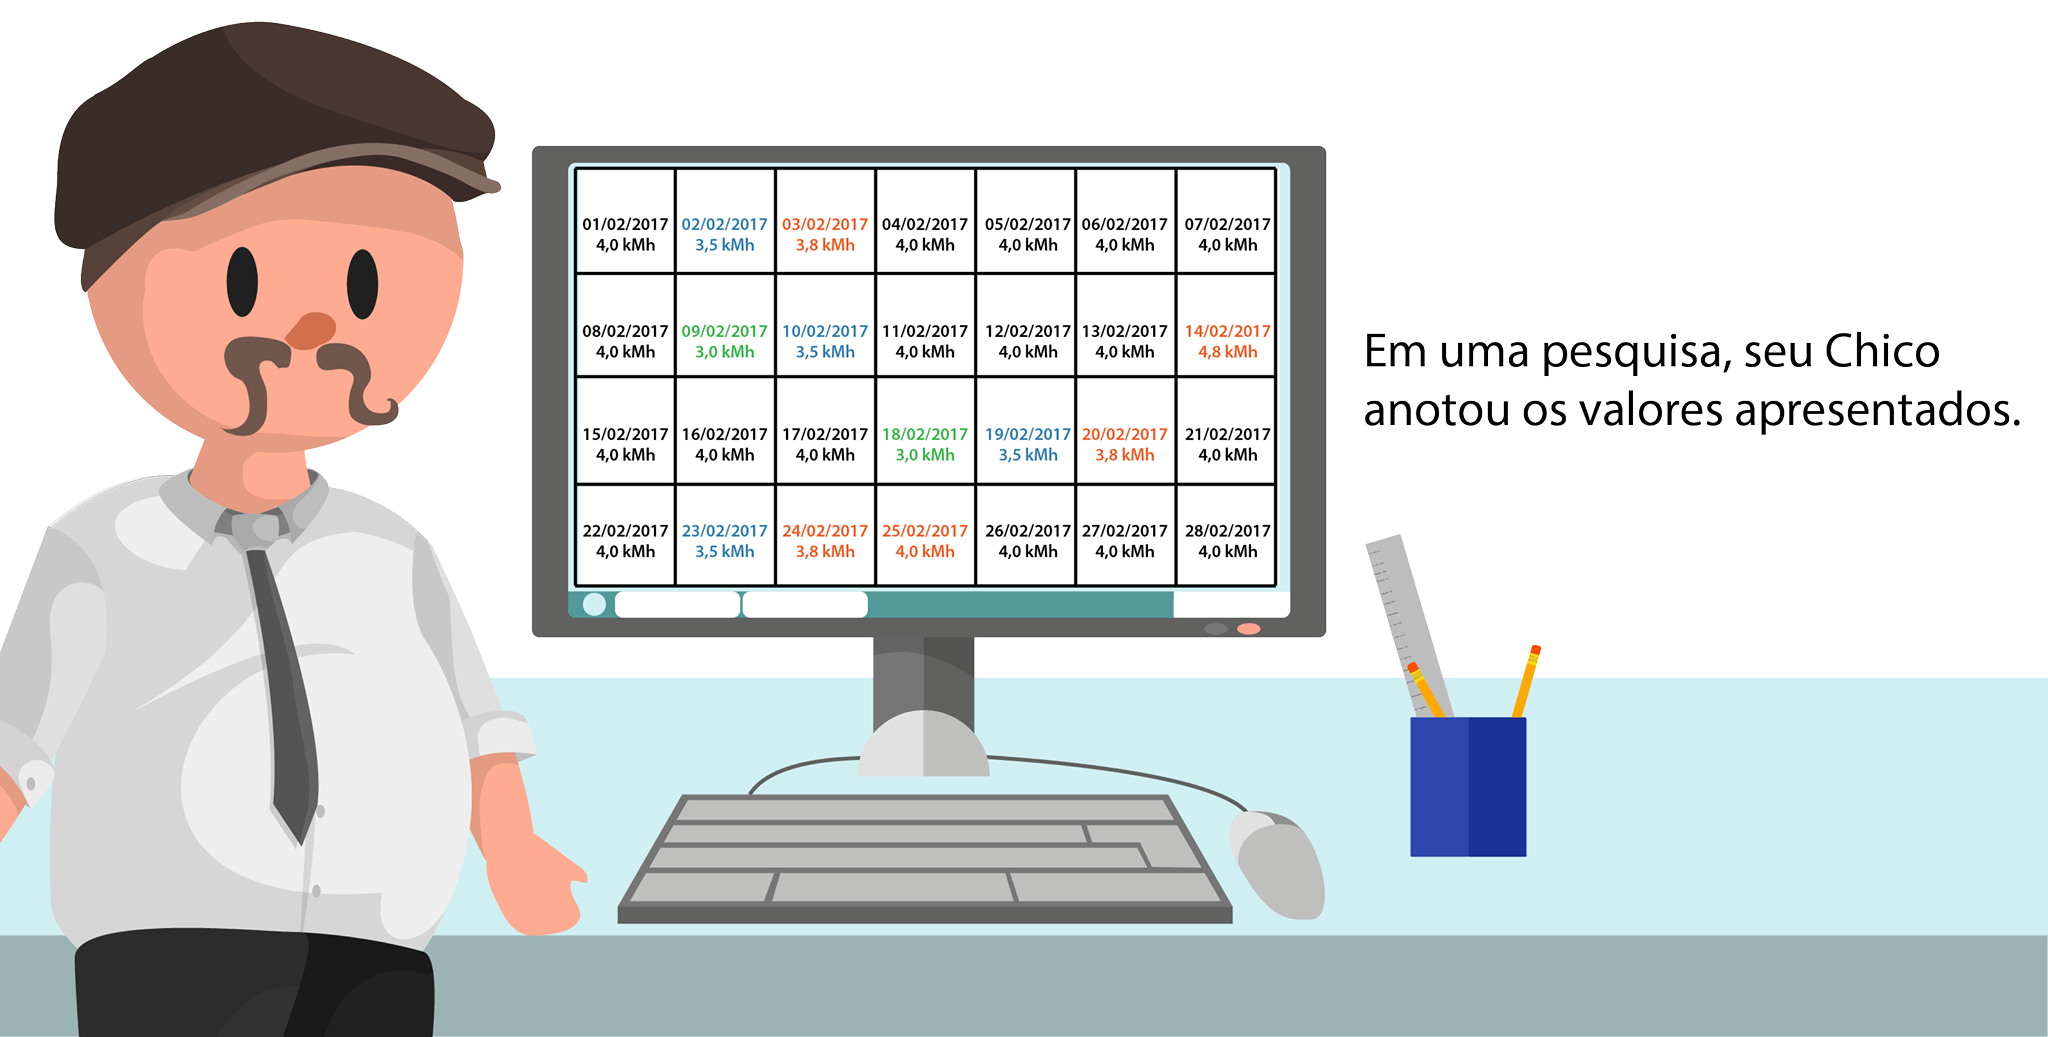 01/02/2017 02/02/2017 03/02/2017 04/02/2017 05/02/2017 06/02/2017 07/02/2017
4,0 kMh 3,5 kMh 3,8 kMh 4,0 kMh 4,0 kMh 4,0 kMh 4,0 kMh
08/02/2017 09/02/2017 10/02/2017 11/02/2017 12/02/2017 13/02/2017 14/02/2017
4,0 kMh 3,0 kMh 3,5 kMh 4,0 kMh 4,0 kMh 4,0 kMh 4,8 kMh
15/02/2017 16/02/2017 17/02/2017 18/02/2017 19/02/2017 20/02/2017 21/02/2017
4,0 kMh 4,0 kMh 4,0 kMh 3,0 kMh 3,5 kMh 3,8 kMh 4,0 kMh
22/02/2017 23/02/2017 24/02/2017 25/02/2017 26/02/2017 27/02/2017 28/02/2017
4,0 kMh 3,5 kMh 3,8 kMh 4,0 kMh 4,0 kMh 4,0 kMh 4,0 kMh
Em uma pesquisa, seu Chico
anotou os valores apresentados.